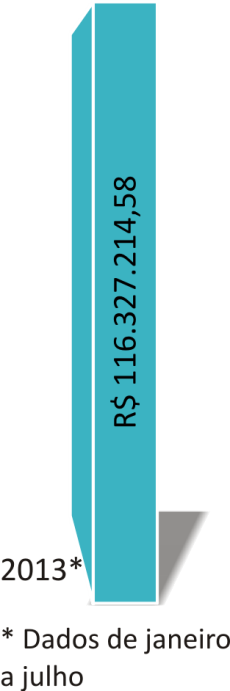 R$ 116.327.214,58
2013*
* Dados de janeiro
a julho